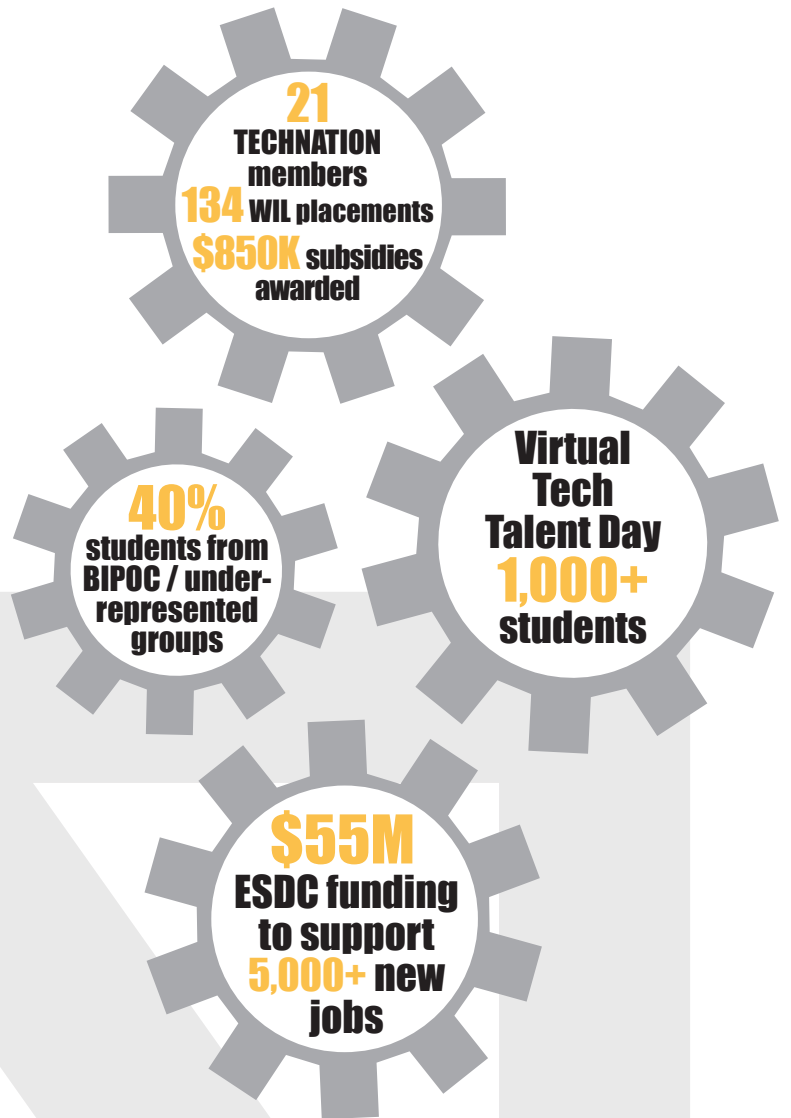 21
TECHNATION
members
134 WIL placements
$850K subsidies
awarded
40%
students from
BIPOC / under-
represented
groups
Virtual
Tech
Talent Day
1,000+
students
$55M
ESDC funding
to support
5,000+ new
jobs